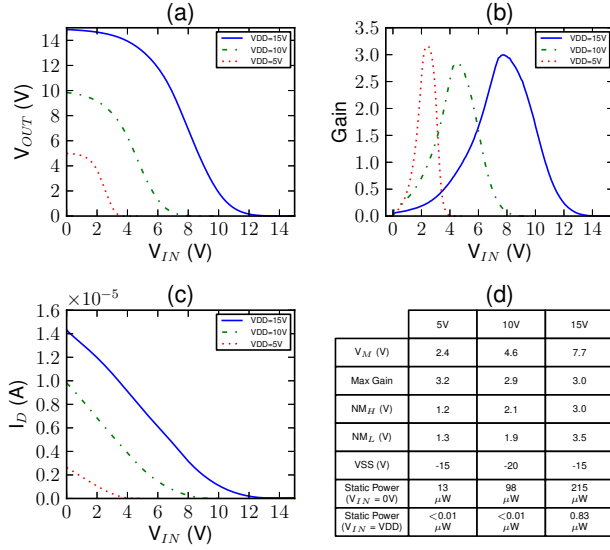 (a)
VDD=15V
VDD=10V
VDD=5V
14
12
10
8
6
4
2
0
V_OUT (V)
0 2 4 6 8 10 12 14
V_IN (V)
(b)
VDD=15V
VDD=10V
VDD=5V
3.5
3.0
2.5
2.0
1.5
1.0
0.5
0.0
Gain
0 2 4 6 8 10 12 14
V_IN (V)
(c)
×10⁻⁵
VDD=15V
VDD=10V
VDD=5V
1.6
1.4
1.2
1.0
0.8
0.6
0.4
0.2
0.0
I_D (A)
0 2 4 6 8 10 12 14
V_IN (V)
(d)
5V 10V 15V
V_M (V) 2.4 4.6 7.7
Max Gain 3.2 2.9 3.0
NM_H (V) 1.2 2.1 3.0
NM_L (V) 1.3 1.9 3.5
VSS (V) -15 -20 -15
Static Power 13 98 215
(V_IN = 0V) μW μW μW
Static Power <0.01 <0.01 0.83
(V_IN = VDD) μW μW μW